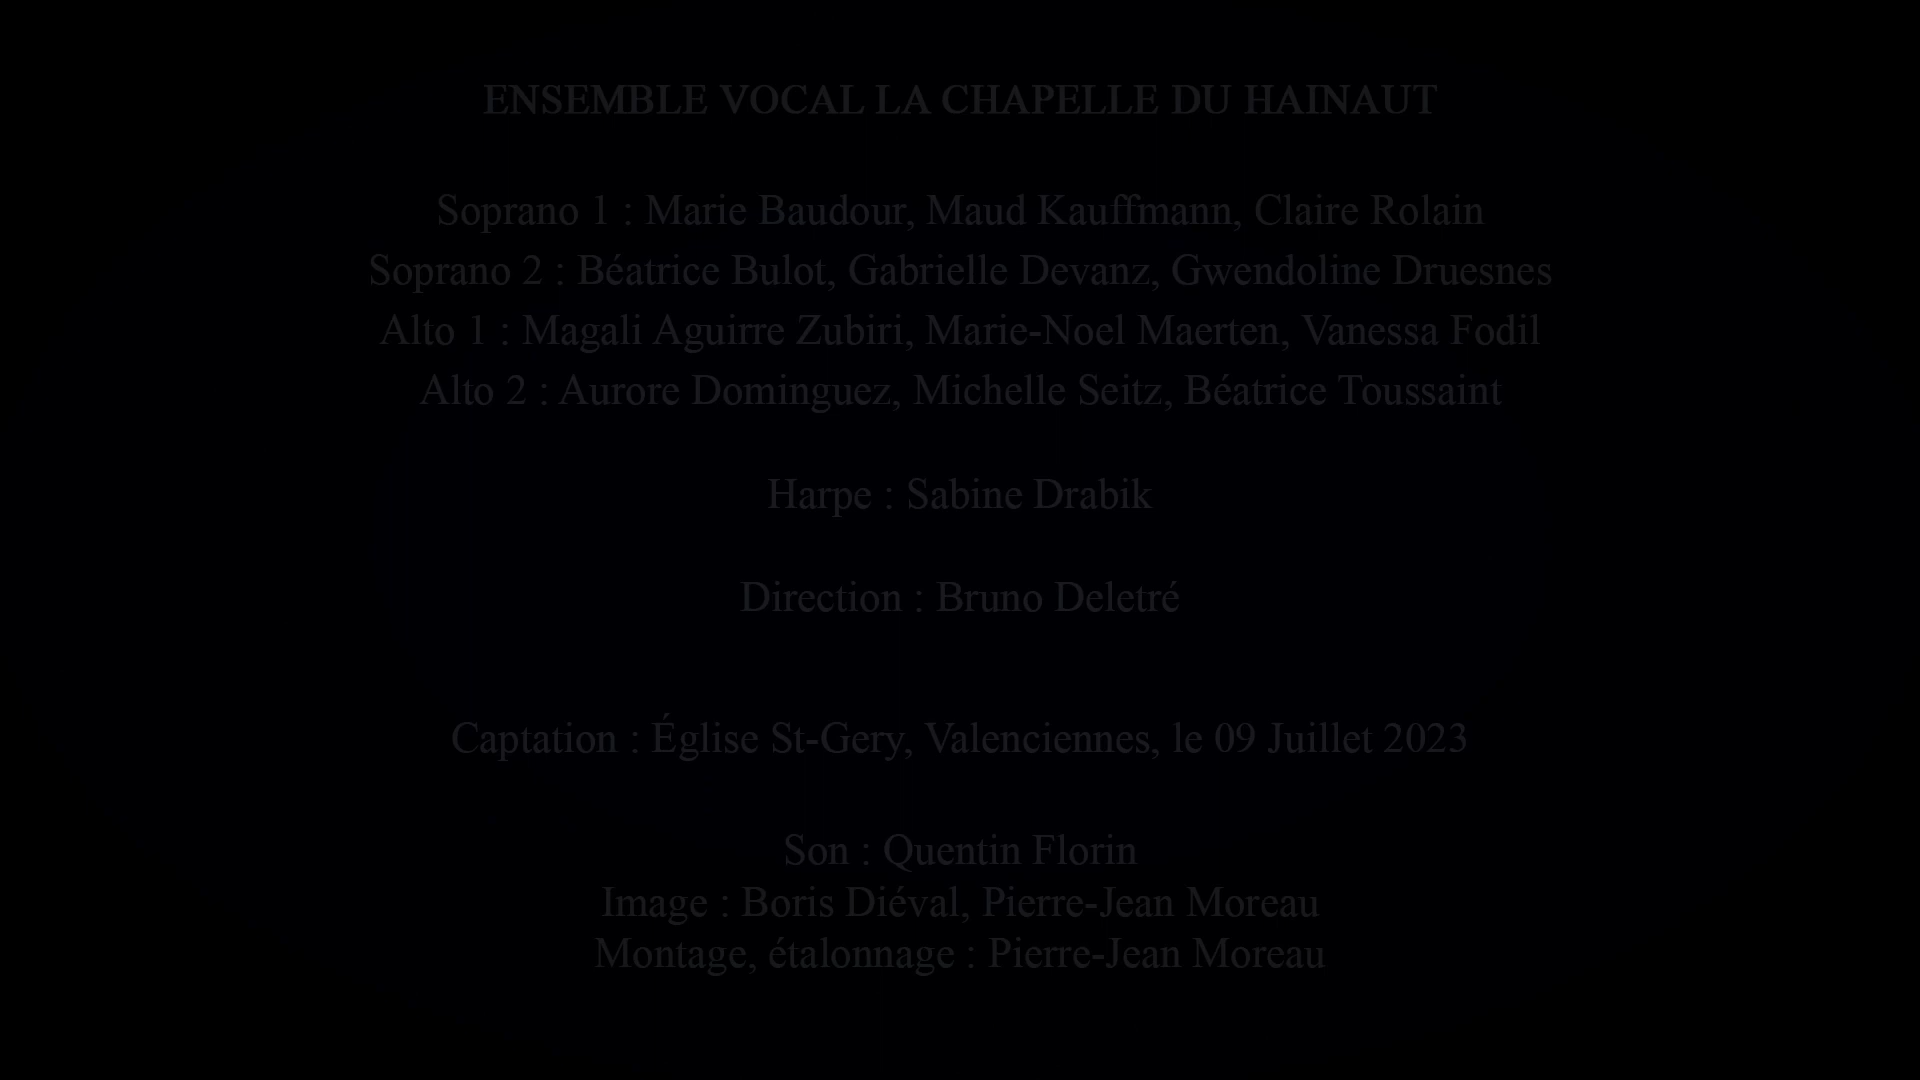 ENSEMBLE VOCAL LA CHAPELLE DU HAINAUT
Soprano 1 : Marie Baudour, Maud Kauffmann, Claire Rolain
Soprano 2 : Béatrice Bulot, Gabrielle Devanz, Gwendoline Druesnes
Alto 1 : Magali Aguirre Zubiri, Marie-Noel Maerten, Vanessa Fodil
Alto 2 : Aurore Dominguez, Michelle Seitz, Béatrice Toussaint
Harpe : Sabine Drabik
Direction : Bruno Deletré
Captation : Église St-Gery, Valenciennes, le 09 Juillet 2023
Son : Quentin Florin
Image : Boris Diéval, Pierre-Jean Moreau
Montage, étalonnage : Pierre-Jean Moreau